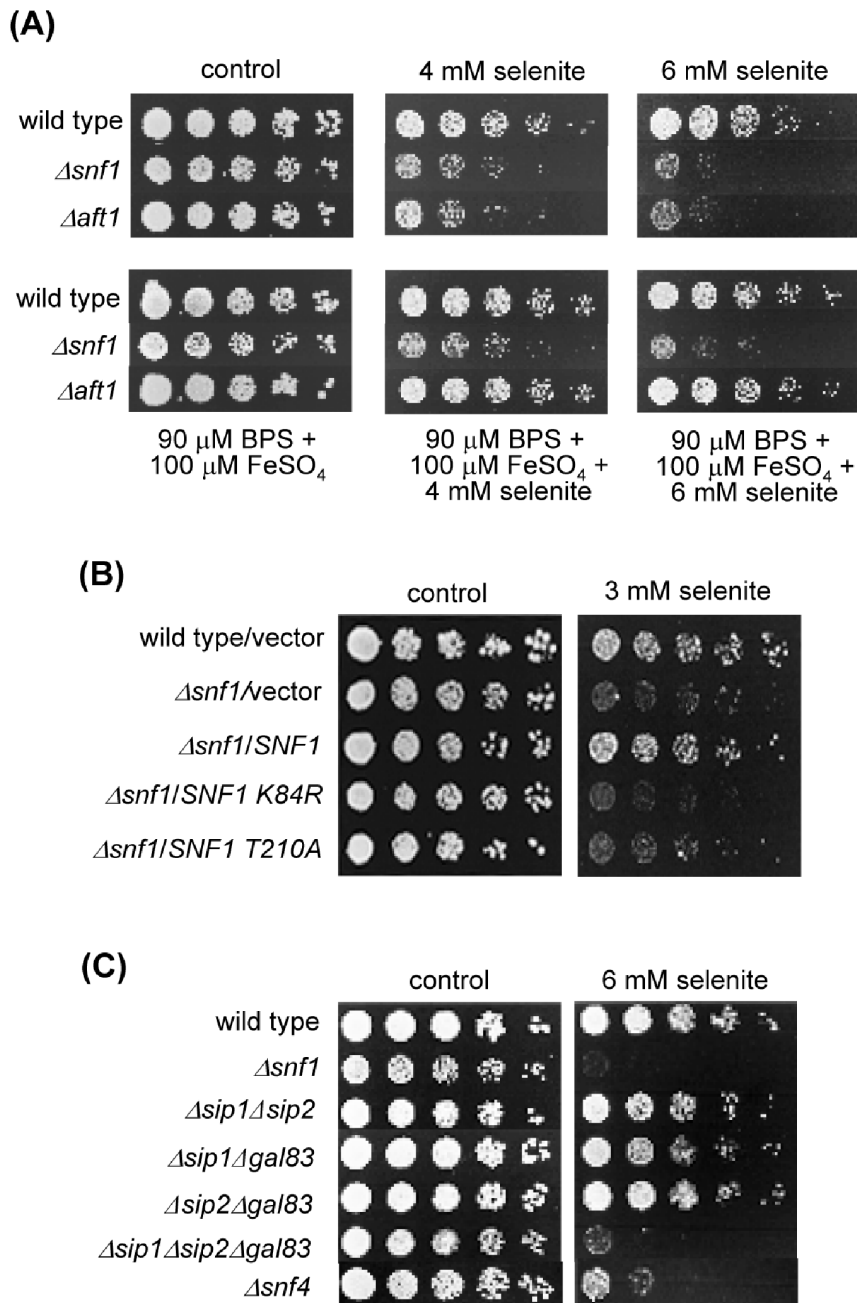 (A)
control
4 mM selenite
6 mM selenite
wild type
Δsnf1
Δaft1
wild type
Δsnf1
Δaft1
90 μM BPS +
100 μM FeSO₄
90 μM BPS +
100 μM FeSO₄ +
4 mM selenite
90 μM BPS +
100 μM FeSO₄ +
6 mM selenite
(B)
control
3 mM selenite
wild type/vector
Δsnf1/vector
Δsnf1/SNF1
Δsnf1/SNF1 K84R
Δsnf1/SNF1 T210A
(C)
control
6 mM selenite
wild type
Δsnf1
Δsip1Δsip2
Δsip1Δgal83
Δsip2Δgal83
Δsip1Δsip2Δgal83
Δsnf4